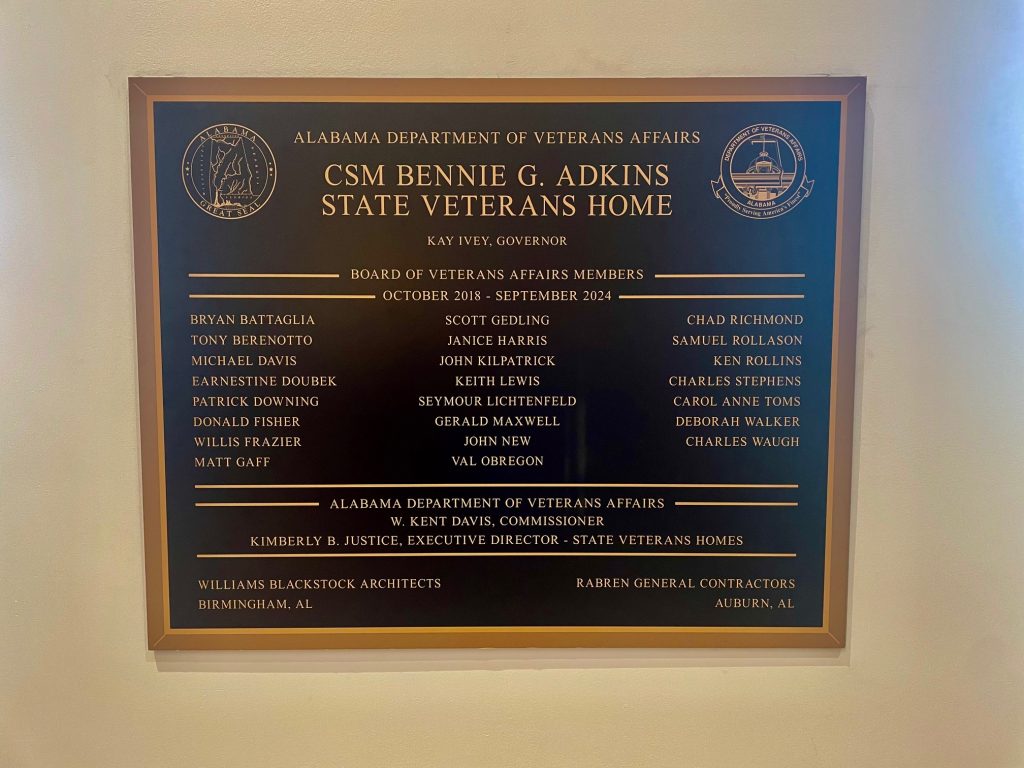 ALABAMA
GREAT SEAL
ALABAMA DEPARTMENT OF VETERANS AFFAIRS
DEPARTMENT OF VETERANS AFFAIRS
ALABAMA
"Proudly Serving America's Finest"
CSM BENNIE G. ADKINS
STATE VETERANS HOME
KAY IVEY, GOVERNOR
BOARD OF VETERANS AFFAIRS MEMBERS
OCTOBER 2018 - SEPTEMBER 2024
BRYAN BATTAGLIA
TONY BERENOTTO
MICHAEL DAVIS
EARNESTINE DOUBEK
PATRICK DOWNING
DONALD FISHER
WILLIS FRAZIER
MATT GAFF
SCOTT GEDLING
JANICE HARRIS
JOHN KILPATRICK
KEITH LEWIS
SEYMOUR LICHTENFELD
GERALD MAXWELL
JOHN NEW
VAL OBREGON
CHAD RICHMOND
SAMUEL ROLLASON
KEN ROLLINS
CHARLES STEPHENS
CAROL ANNE TOMS
DEBORAH WALKER
CHARLES WAUGH
ALABAMA DEPARTMENT OF VETERANS AFFAIRS
W. KENT DAVIS, COMMISSIONER
KIMBERLY B. JUSTICE, EXECUTIVE DIRECTOR - STATE VETERANS HOMES
WILLIAMS BLACKSTOCK ARCHITECTS
BIRMINGHAM, AL
RABREN GENERAL CONTRACTORS
AUBURN, AL